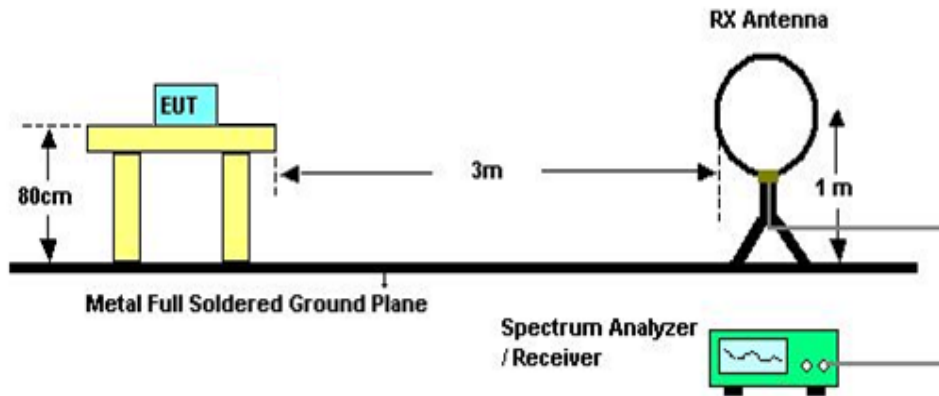 RX Antenna
EUT
80cm
3m
1 m
Metal Full Soldered Ground Plane
Spectrum Analyzer
/ Receiver